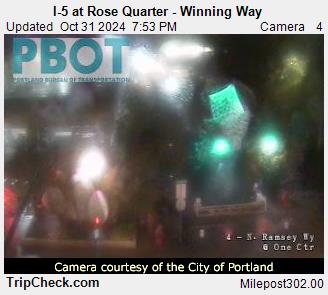 I-5 at Rose Quarter - Winning Way
Updated Oct 31 2024 7:53 PM Camera 4
PBOT
PORTLAND BUREAU OF TRANSPORTATION
4 - N. Ramsey Wy
@ One Ctr
Camera courtesy of the City of Portland
TripCheck.com Milepost302.00